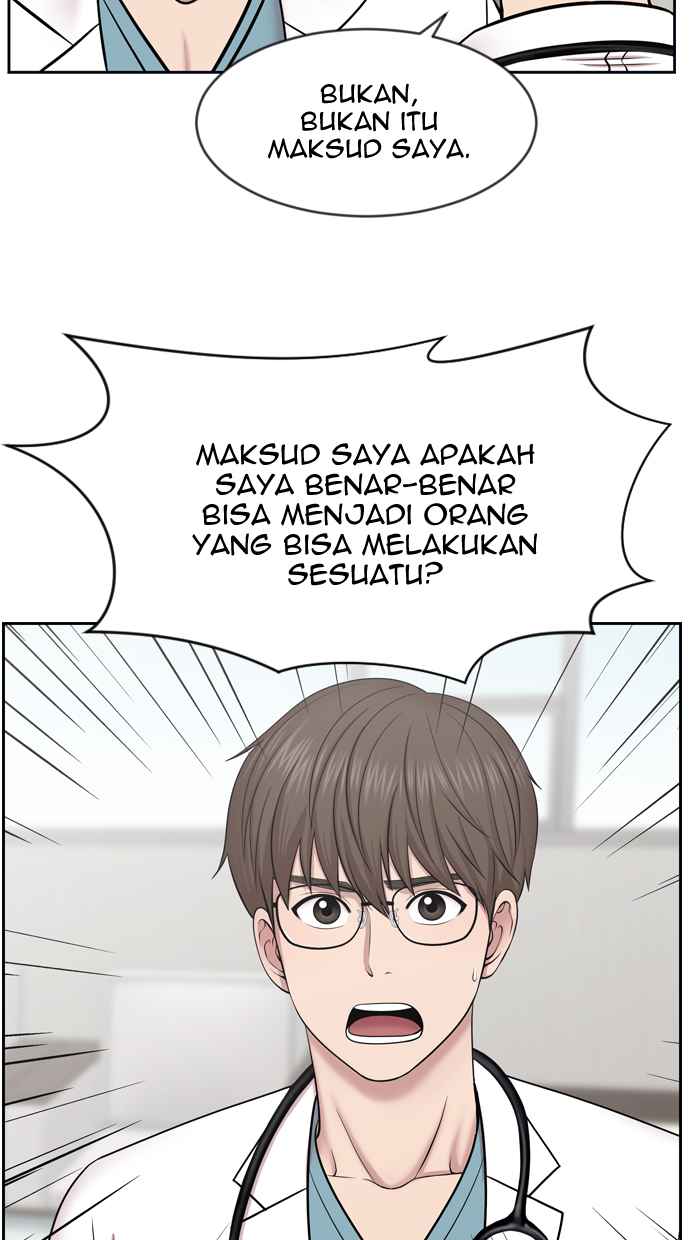 BUKAN,
BUKAN ITU
MAKSUD SAYA.
MAKSUD SAYA APAKAH
SAYA BENAR-BENAR
BISA MENJADI ORANG
YANG BISA MELAKUKAN
SESUATU?